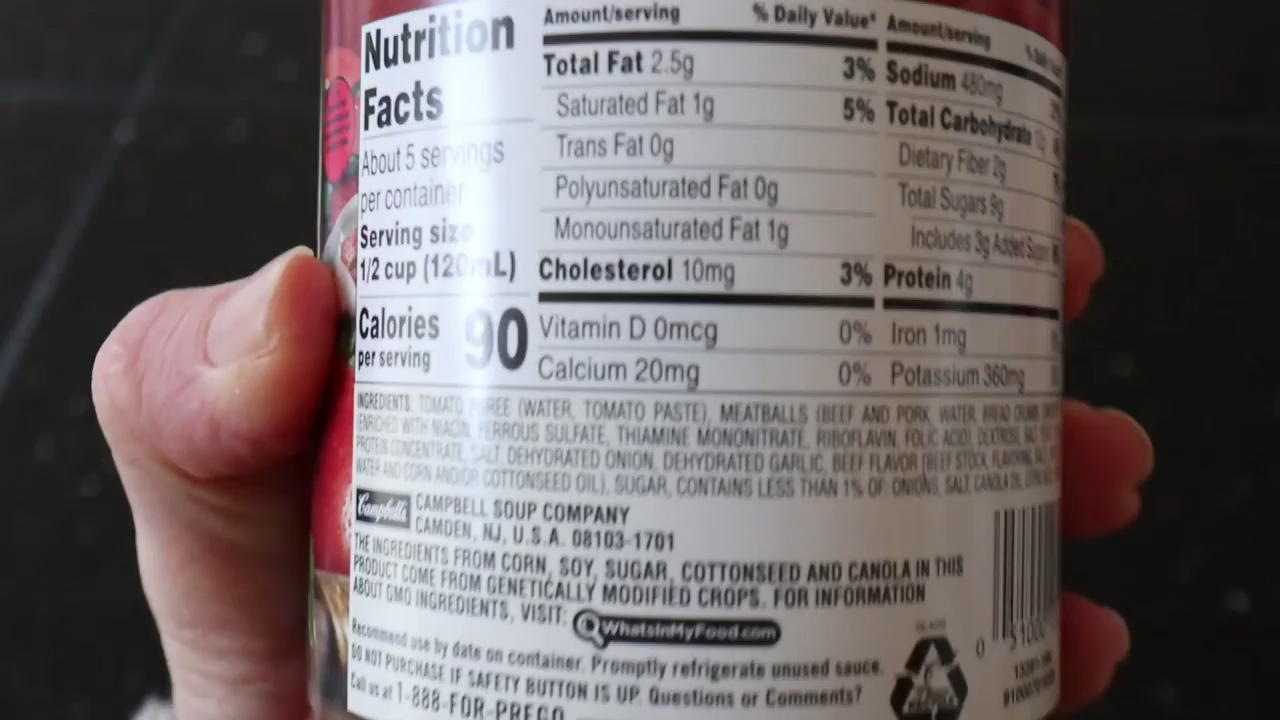 Nutrition
Facts
About 5 servings
per container
Serving size
1/2 cup (120mL)
Calories 90
per serving
Amount/serving % Daily Value*
Total Fat 2.5g 3%
Saturated Fat 1g 5%
Trans Fat 0g
Polyunsaturated Fat 0g
Monounsaturated Fat 1g
Cholesterol 10mg 3%
Vitamin D 0mcg 0%
Calcium 20mg 0%
Amount/serving
Sodium 480mg
Total Carbohydrate
Dietary Fiber 2g
Total Sugars 9g
Includes 3g Added Sugars
Protein 4g
Iron 1mg
Potassium 360mg
INGREDIENTS: TOMATO PUREE (WATER, TOMATO PASTE), MEATBALLS (BEEF AND PORK, WATER, BREAD CRUMBS
(ENRICHED WITH NIACIN, FERROUS SULFATE, THIAMINE MONONITRATE, RIBOFLAVIN, FOLIC ACID), DEXTROSE, SALT
PROTEIN CONCENTRATE, SALT, DEHYDRATED ONION, DEHYDRATED GARLIC, BEEF FLAVOR (BEEF STOCK, FLAVORING, SALT
WATER AND CORN AND/OR COTTONSEED OIL), SUGAR, CONTAINS LESS THAN 1% OF: ONIONS, SALT, CANOLA OIL
Campbell's
CAMPBELL SOUP COMPANY
CAMDEN, NJ, U.S.A. 08103-1701
THE INGREDIENTS FROM CORN, SOY, SUGAR, COTTONSEED AND CANOLA IN THIS
PRODUCT COME FROM GENETICALLY MODIFIED CROPS. FOR INFORMATION
ABOUT GMO INGREDIENTS, VISIT: WhatsInMyFood.com
Recommend use by date on container. Promptly refrigerate unused sauce.
DO NOT PURCHASE IF SAFETY BUTTON IS UP. Questions or Comments?
Call us at 1-888-FOR-PREGO
0 51000